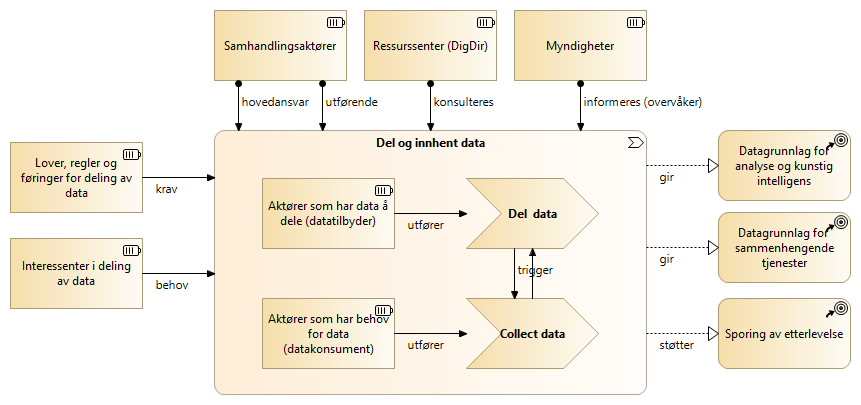 Samhandlingsaktører
Ressurssenter (DigDir)
Myndigheter
hovedansvar
utførende
konsulteres
informeres (overvåker)
Del og innhent data
Lover, regler og
føringer for deling av
data
krav
Interessenter i deling
av data
behov
Aktører som har data å
dele (datatilbyder)
utfører
Del data
trigger
Aktører som har behov
for data
(datakonsument)
utfører
Collect data
gir
Datagrunnlag for
analyse og kunstig
intelligens
gir
Datagrunnlag for
sammenhengende
tjenester
støtter
Sporing av etterlevelse